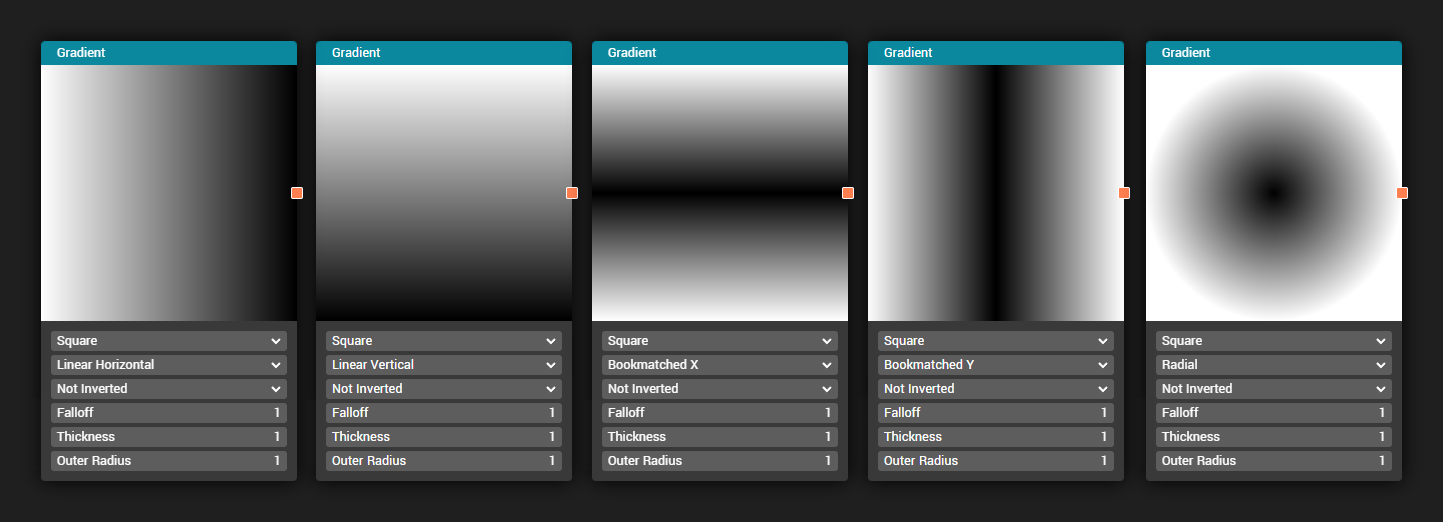 Gradient
Square
Linear Horizontal
Not Inverted
Falloff 1
Thickness 1
Outer Radius 1
Gradient
Square
Linear Vertical
Not Inverted
Falloff 1
Thickness 1
Outer Radius 1
Gradient
Square
Bookmatched X
Not Inverted
Falloff 1
Thickness 1
Outer Radius 1
Gradient
Square
Bookmatched Y
Not Inverted
Falloff 1
Thickness 1
Outer Radius 1
Gradient
Square
Radial
Not Inverted
Falloff 1
Thickness 1
Outer Radius 1